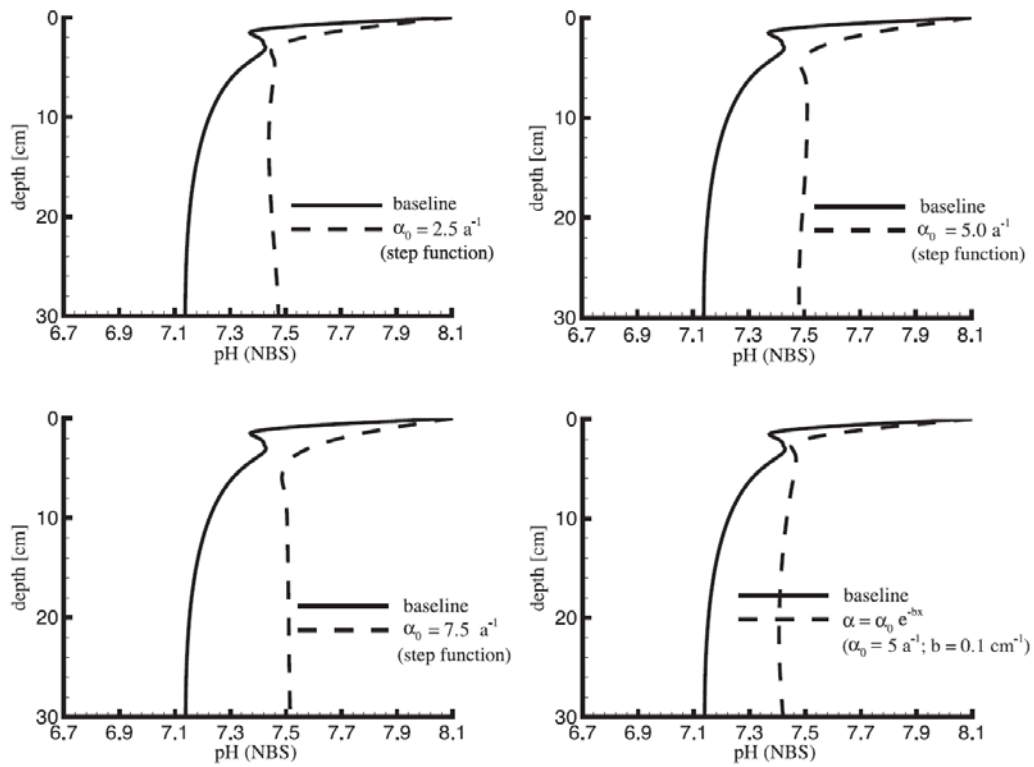 0
10
20
30
depth [cm]
baseline
α₀ = 2.5 a⁻¹
(step function)
6.7 6.9 7.1 7.3 7.5 7.7 7.9 8.1
pH (NBS)
0
10
20
30
depth [cm]
baseline
α₀ = 5.0 a⁻¹
(step function)
6.7 6.9 7.1 7.3 7.5 7.7 7.9 8.1
pH (NBS)
0
10
20
30
depth [cm]
baseline
α₀ = 7.5 a⁻¹
(step function)
6.7 6.9 7.1 7.3 7.5 7.7 7.9 8.1
pH (NBS)
0
10
20
30
depth [cm]
baseline
α = α₀ e⁻ᵇˣ
(α₀ = 5 a⁻¹; b = 0.1 cm⁻¹)
6.7 6.9 7.1 7.3 7.5 7.7 7.9 8.1
pH (NBS)